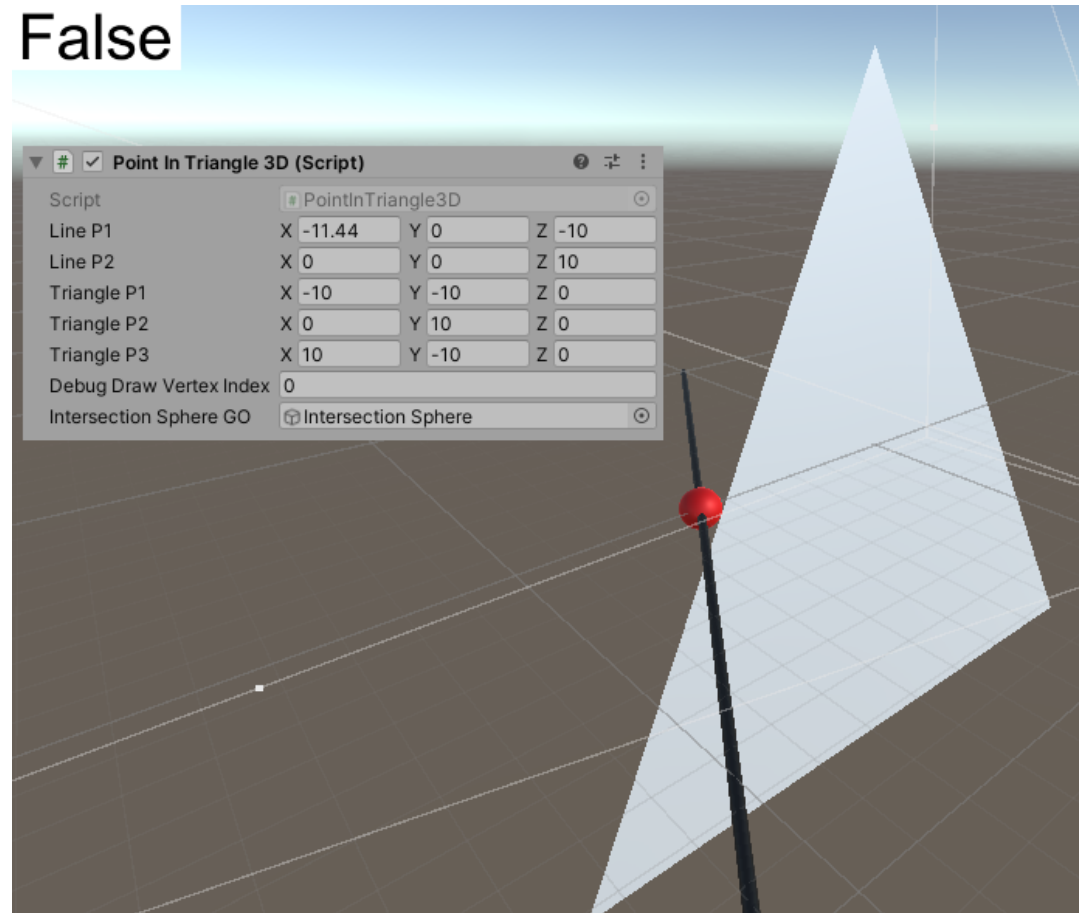 False
Point In Triangle 3D (Script)
Script PointInTriangle3D
Line P1 X -11.44 Y 0 Z -10
Line P2 X 0 Y 0 Z 10
Triangle P1 X -10 Y -10 Z 0
Triangle P2 X 0 Y 10 Z 0
Triangle P3 X 10 Y -10 Z 0
Debug Draw Vertex Index 0
Intersection Sphere GO Intersection Sphere